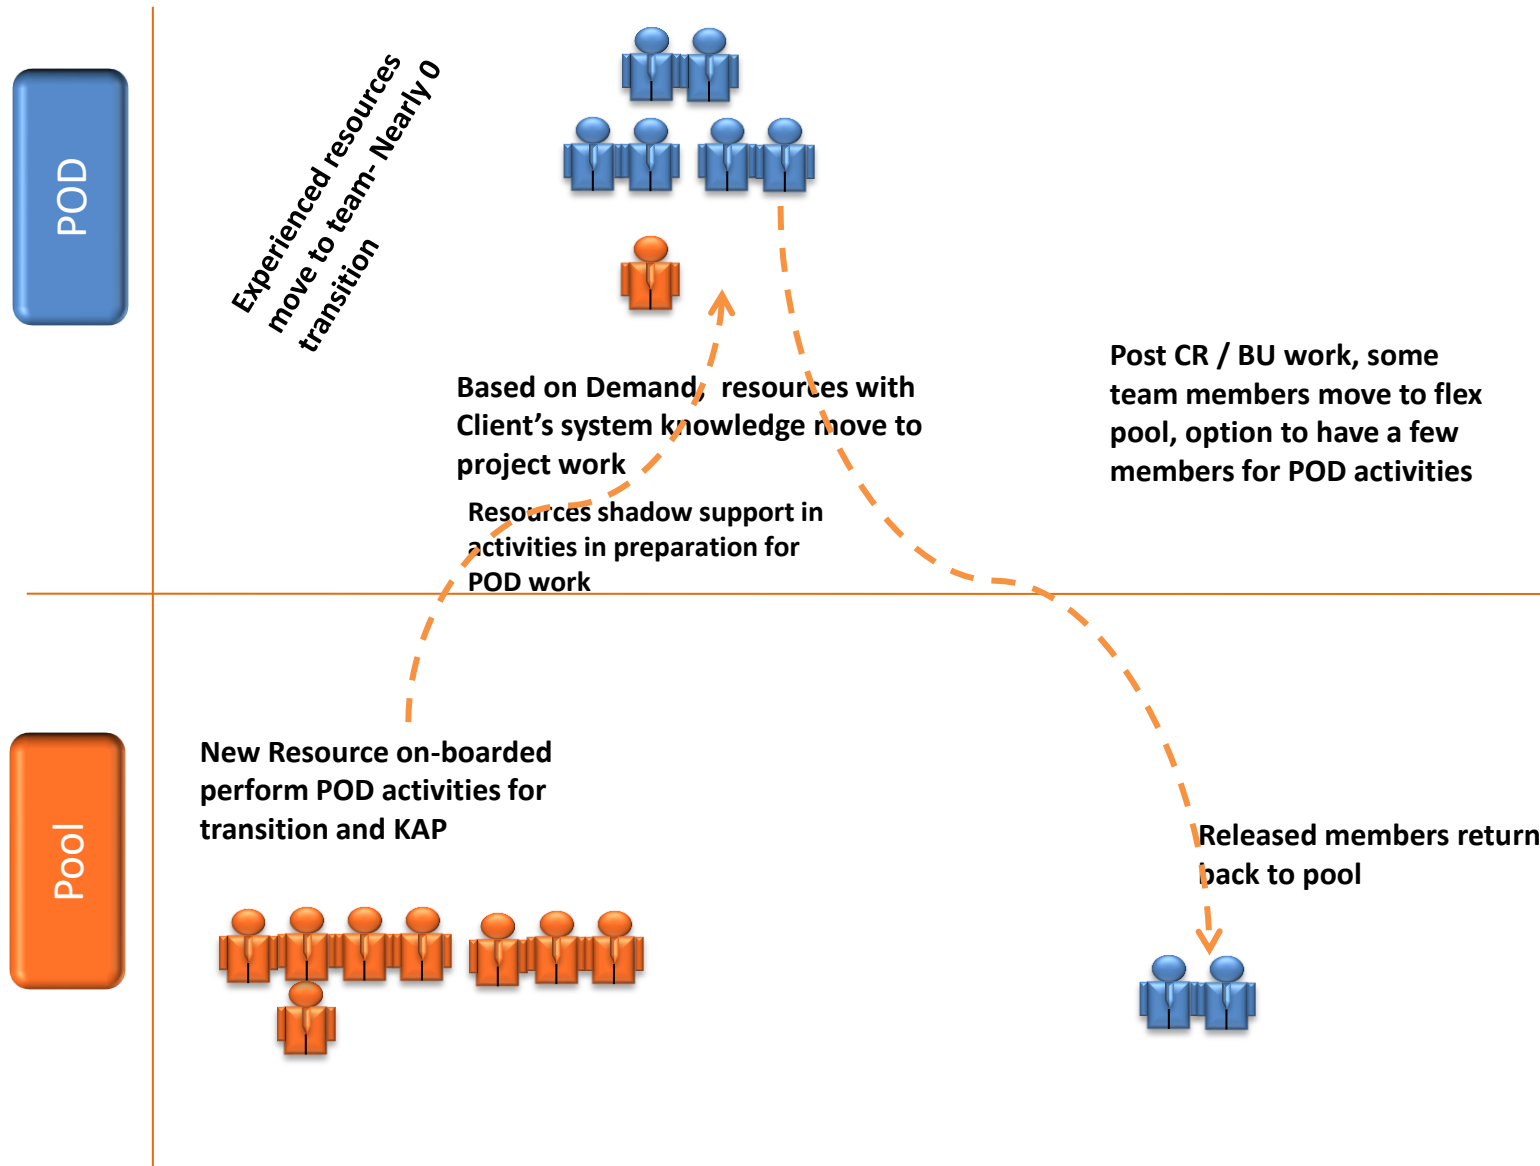 POD
Experienced resources
move to team- Nearly 0
transition
Based on Demand,  resources with
Client's system knowledge move to
project work
Resources shadow support in
activities in preparation for
POD work
Post CR / BU work, some
team members move to flex
pool, option to have a few
members for POD activities
Pool
New Resource on-boarded
perform POD activities for
transition and KAP
Released members return
back to pool